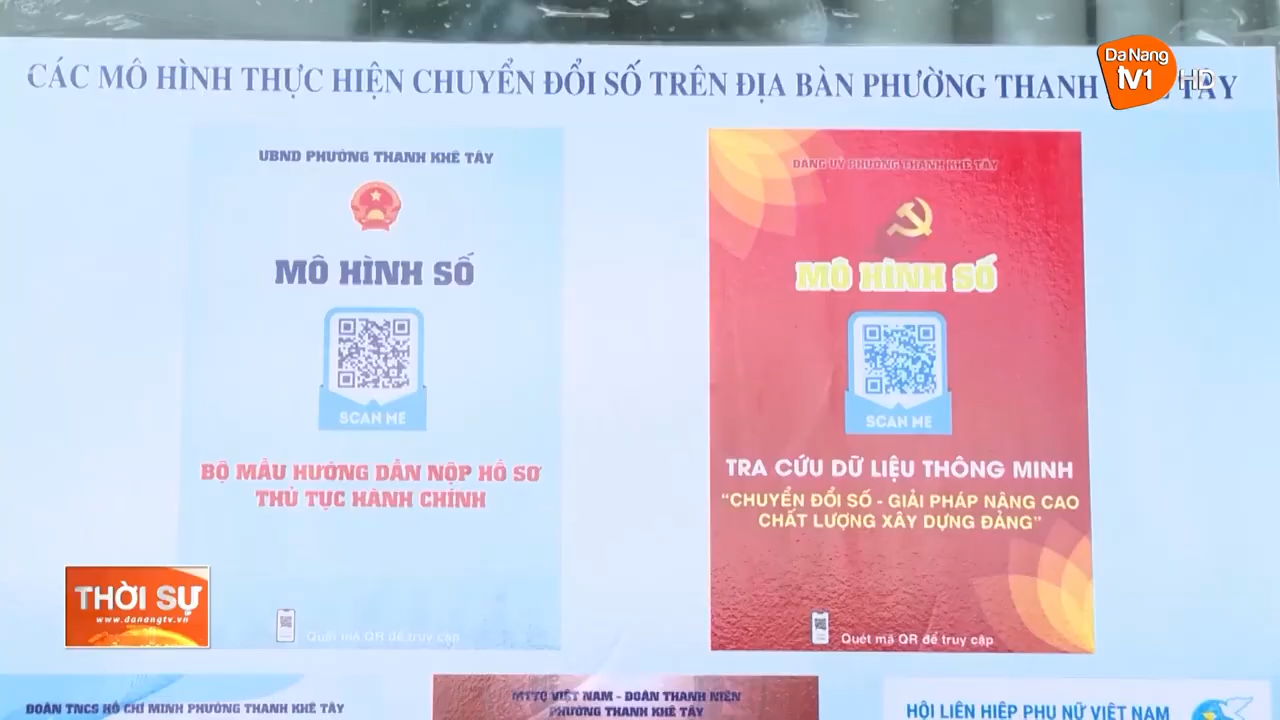 DaNang
TV1 HD
CÁC MÔ HÌNH THỰC HIỆN CHUYỂN ĐỔI SỐ TRÊN ĐỊA BÀN PHƯỜNG THANH TÂY
UBND PHƯỜNG THANH KHÊ TÂY
MÔ HÌNH SỐ
SCAN ME
BỘ MẪU HƯỚNG DẪN NỘP HỒ SƠ
THỦ TỤC HÀNH CHÍNH
Quét mã QR để truy cập
ĐẢNG UỶ PHƯỜNG THANH KHÊ TÂY
MÔ HÌNH SỐ
SCAN ME
TRA CỨU DỮ LIỆU THÔNG MINH
“CHUYỂN ĐỔI SỐ - GIẢI PHÁP NÂNG CAO
CHẤT LƯỢNG XÂY DỰNG ĐẢNG”
Quét mã QR để truy cập
THỜI SỰ
www.danangtv.vn
ĐOÀN TNCS HỒ CHÍ MINH PHƯỜNG THANH KHÊ TÂY
MTTQ VIỆT NAM - ĐOÀN THANH NIÊN
PHƯỜNG THANH KHÊ TÂY
HỘI LIÊN HIỆP PHỤ NỮ VIỆT NAM